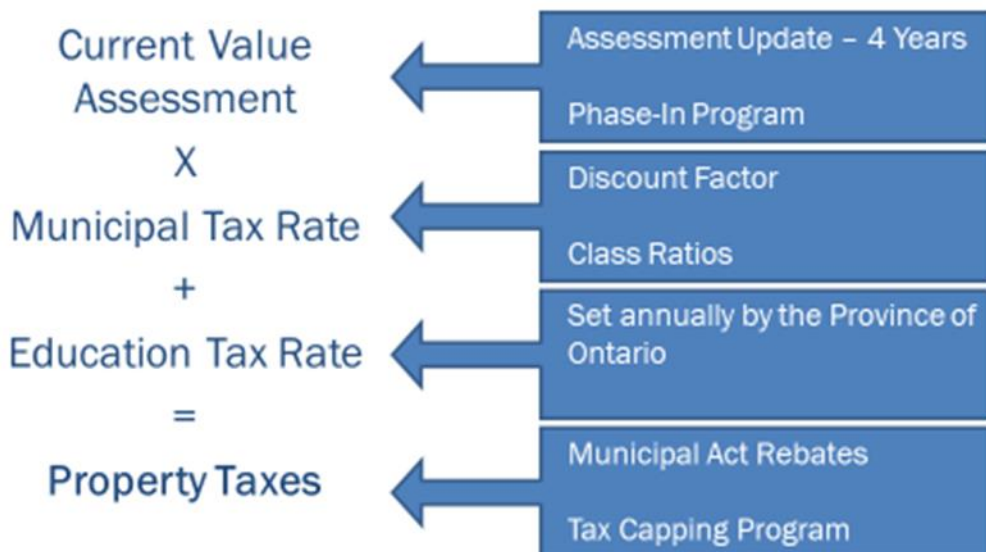 Current Value
Assessment
X
Municipal Tax Rate
+
Education Tax Rate
=
Property Taxes
Assessment Update – 4 Years
Phase-In Program
Discount Factor
Class Ratios
Set annually by the Province of
Ontario
Municipal Act Rebates
Tax Capping Program